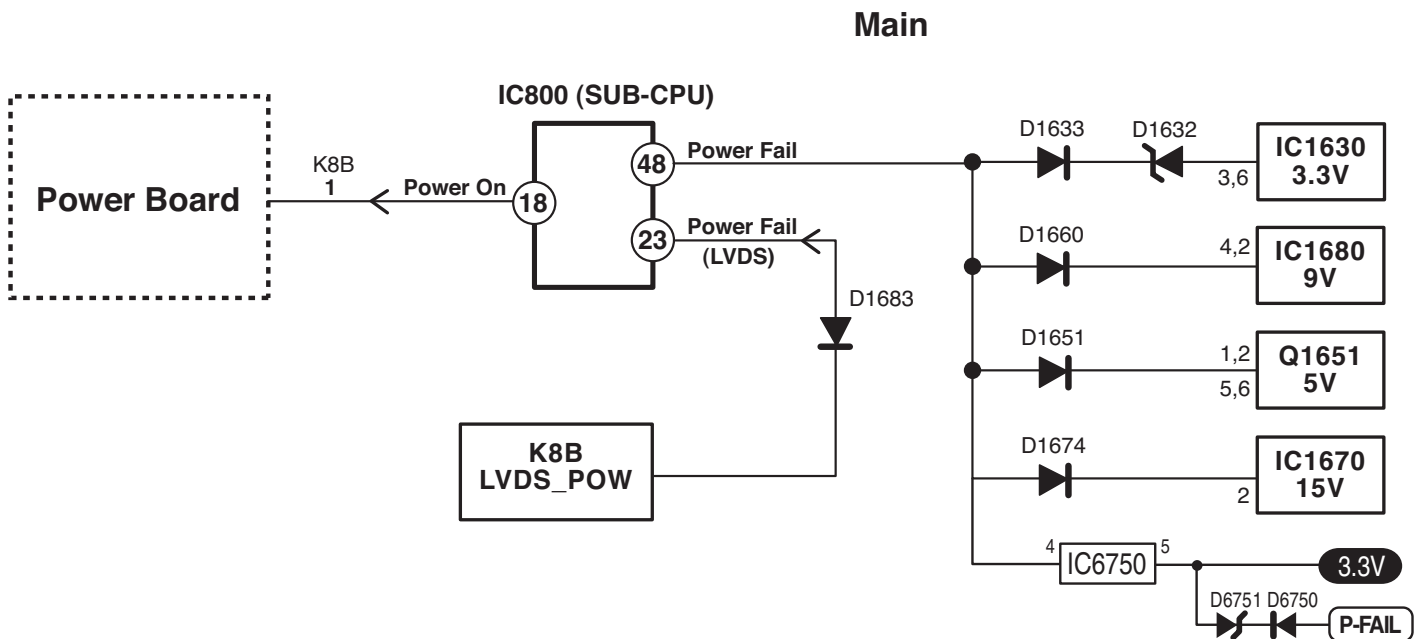 Main
IC800 (SUB-CPU)
Power Board
K8B
1
Power On
18
48
Power Fail
23
Power Fail
(LVDS)
D1683
K8B
LVDS_POW
D1633
D1632
3,6
IC1630
3.3V
D1660
4,2
IC1680
9V
D1651
1,2
5,6
Q1651
5V
D1674
2
IC1670
15V
4
IC6750
5
3.3V
D6751
D6750
P-FAIL